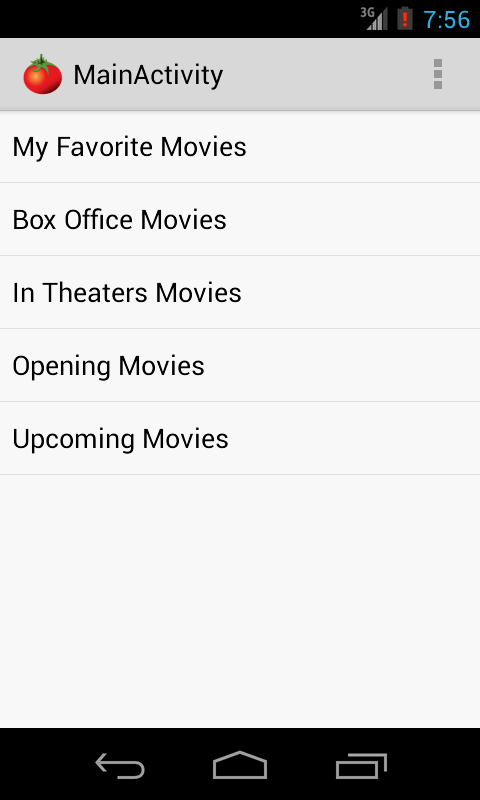 3G 7:56
MainActivity
My Favorite Movies
Box Office Movies
In Theaters Movies
Opening Movies
Upcoming Movies